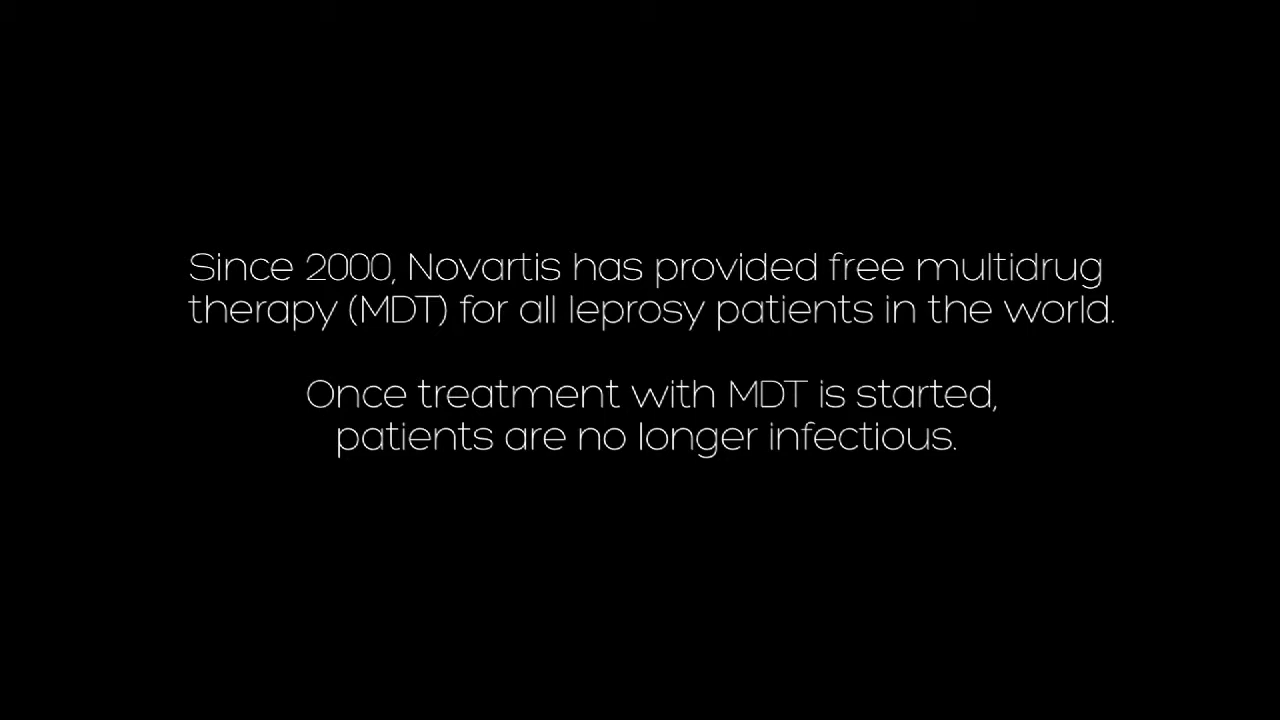 Since 2000, Novartis has provided free multidrug
therapy (MDT) for all leprosy patients in the world.
Once treatment with MDT is started,
patients are no longer infectious.